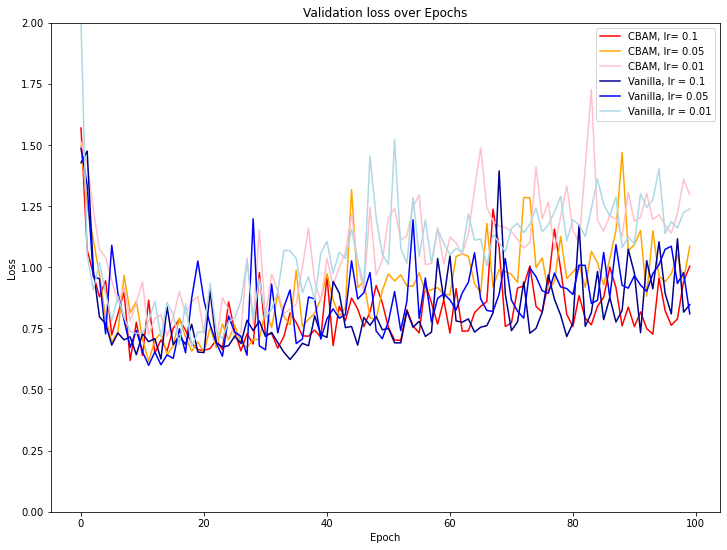 Validation loss over Epochs
CBAM, lr= 0.1
CBAM, lr= 0.05
CBAM, lr= 0.01
Vanilla, lr = 0.1
Vanilla, lr= 0.05
Vanilla, lr = 0.01
2.00
1.75
1.50
1.25
1.00
0.75
0.50
0.25
0.00
Loss
0 20 40 60 80 100
Epoch